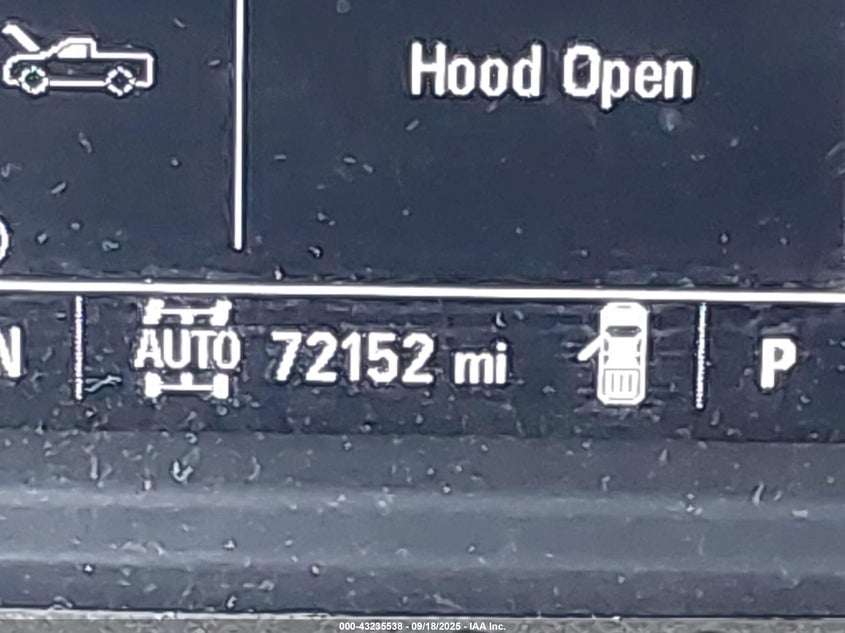 Hood Open
N AUTO 72152 mi P
000-43235538 - 09/18/2025 - IAA Inc.